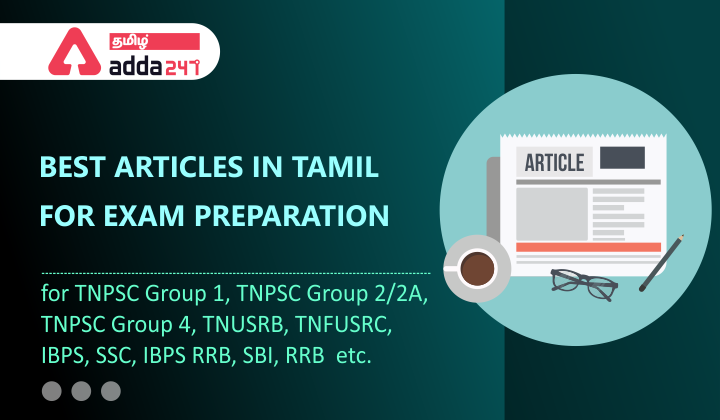 தமிழ்
adda247
BEST ARTICLES IN TAMIL
FOR EXAM PREPARATION
for TNPSC Group 1, TNPSC Group 2/2A,
TNPSC Group 4, TNUSRB, TNFUSRC,
IBPS, SSC, IBPS RRB, SBI, RRB etc.
ARTICLE